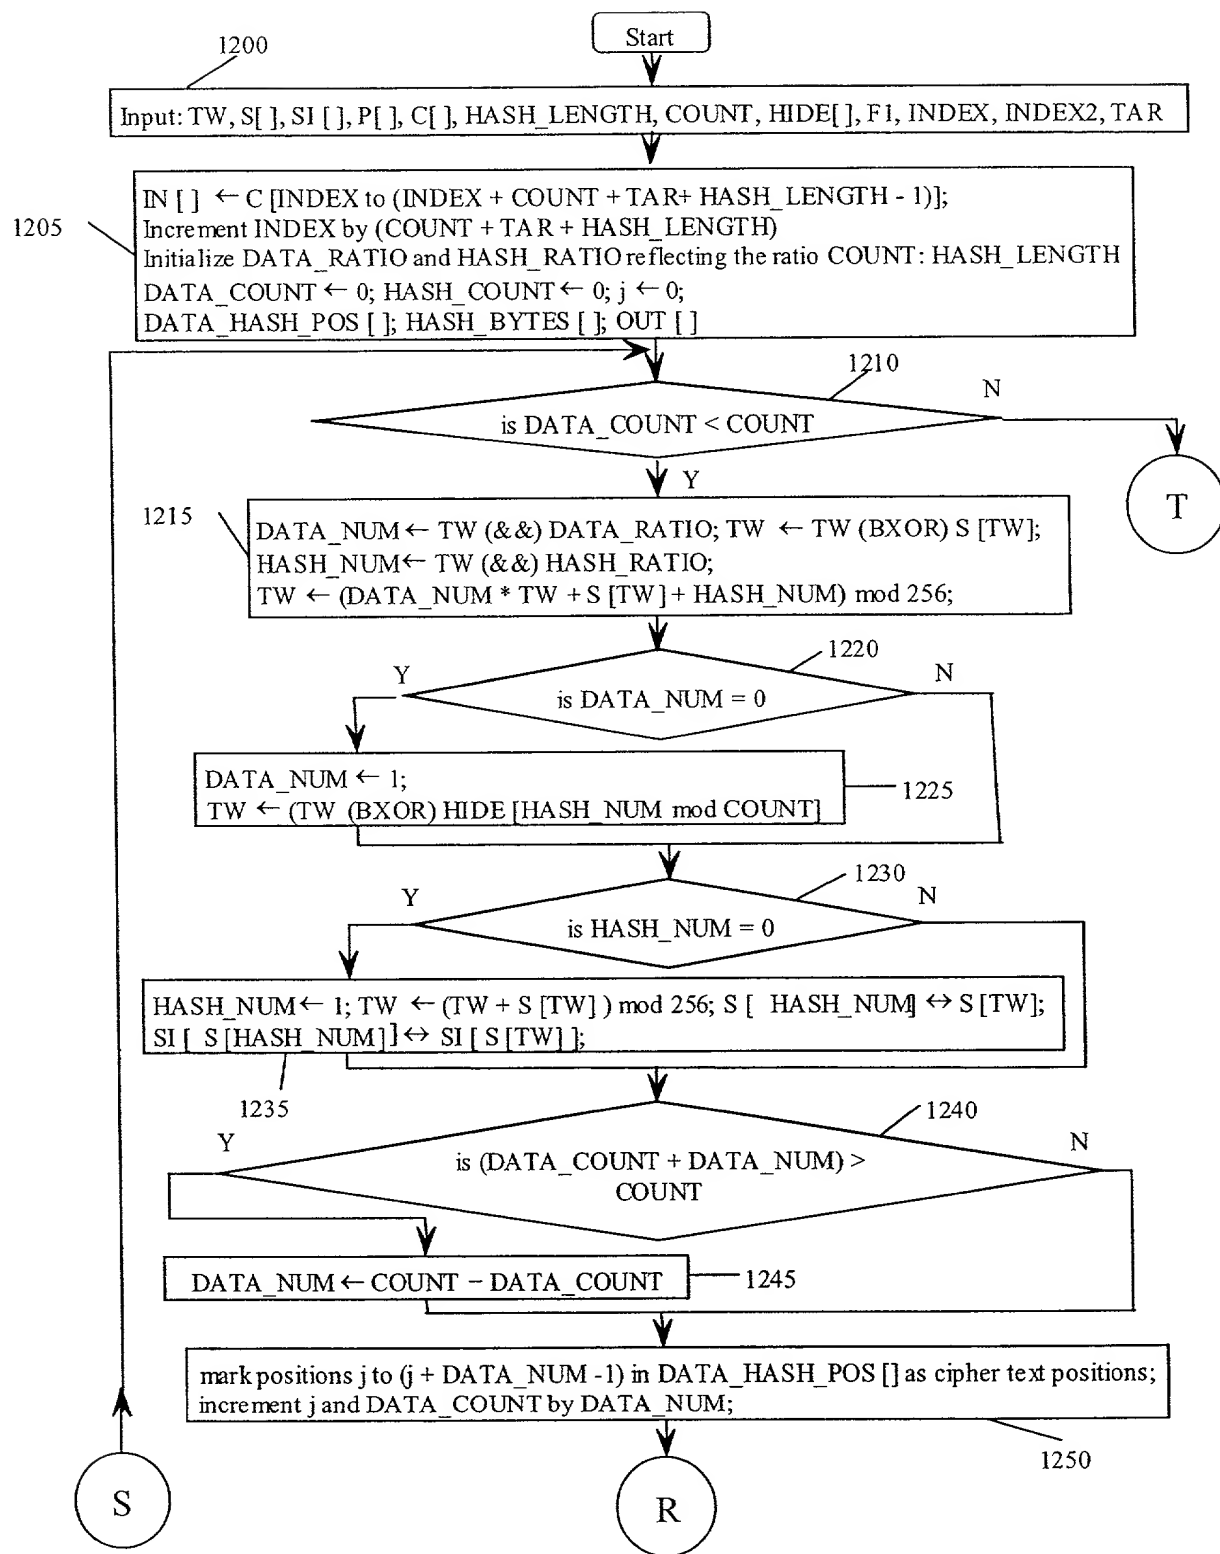 Start
1200
Input: TW, S[ ], SI [ ], P[ ], C[ ], HASH_LENGTH, COUNT, HIDE[ ], F1, INDEX, INDEX2, TAR
1205
IN [ ] ← C [INDEX to (INDEX + COUNT + TAR+ HASH_LENGTH - 1)];
Increment INDEX by (COUNT + TAR + HASH_LENGTH)
Initialize DATA_RATIO and HASH_RATIO reflecting the ratio COUNT: HASH_LENGTH
DATA_COUNT ← 0; HASH_COUNT ← 0; j ← 0;
DATA_HASH_POS [ ]; HASH_BYTES [ ]; OUT [ ]
1210
N
is DATA_COUNT < COUNT
T
Y
1215
DATA_NUM ← TW (&&) DATA_RATIO; TW ← TW (BXOR) S [TW];
HASH_NUM ← TW (&&) HASH_RATIO;
TW ← (DATA_NUM * TW + S [TW] + HASH_NUM) mod 256;
1220
Y
N
is DATA_NUM = 0
DATA_NUM ← 1;
TW ← (TW (BXOR) HIDE [HASH_NUM mod COUNT]
1225
1230
Y
N
is HASH_NUM = 0
HASH_NUM ← 1; TW ← (TW + S [TW] ) mod 256; S [ HASH_NUM] ↔ S [TW];
SI [ S [HASH_NUM] ] ↔ SI [ S [TW] ];
1235
1240
Y
N
is (DATA_COUNT + DATA_NUM) >
COUNT
DATA_NUM ← COUNT – DATA_COUNT
1245
mark positions j to (j + DATA_NUM -1) in DATA_HASH_POS [] as cipher text positions;
increment j and DATA_COUNT by DATA_NUM;
1250
S
R